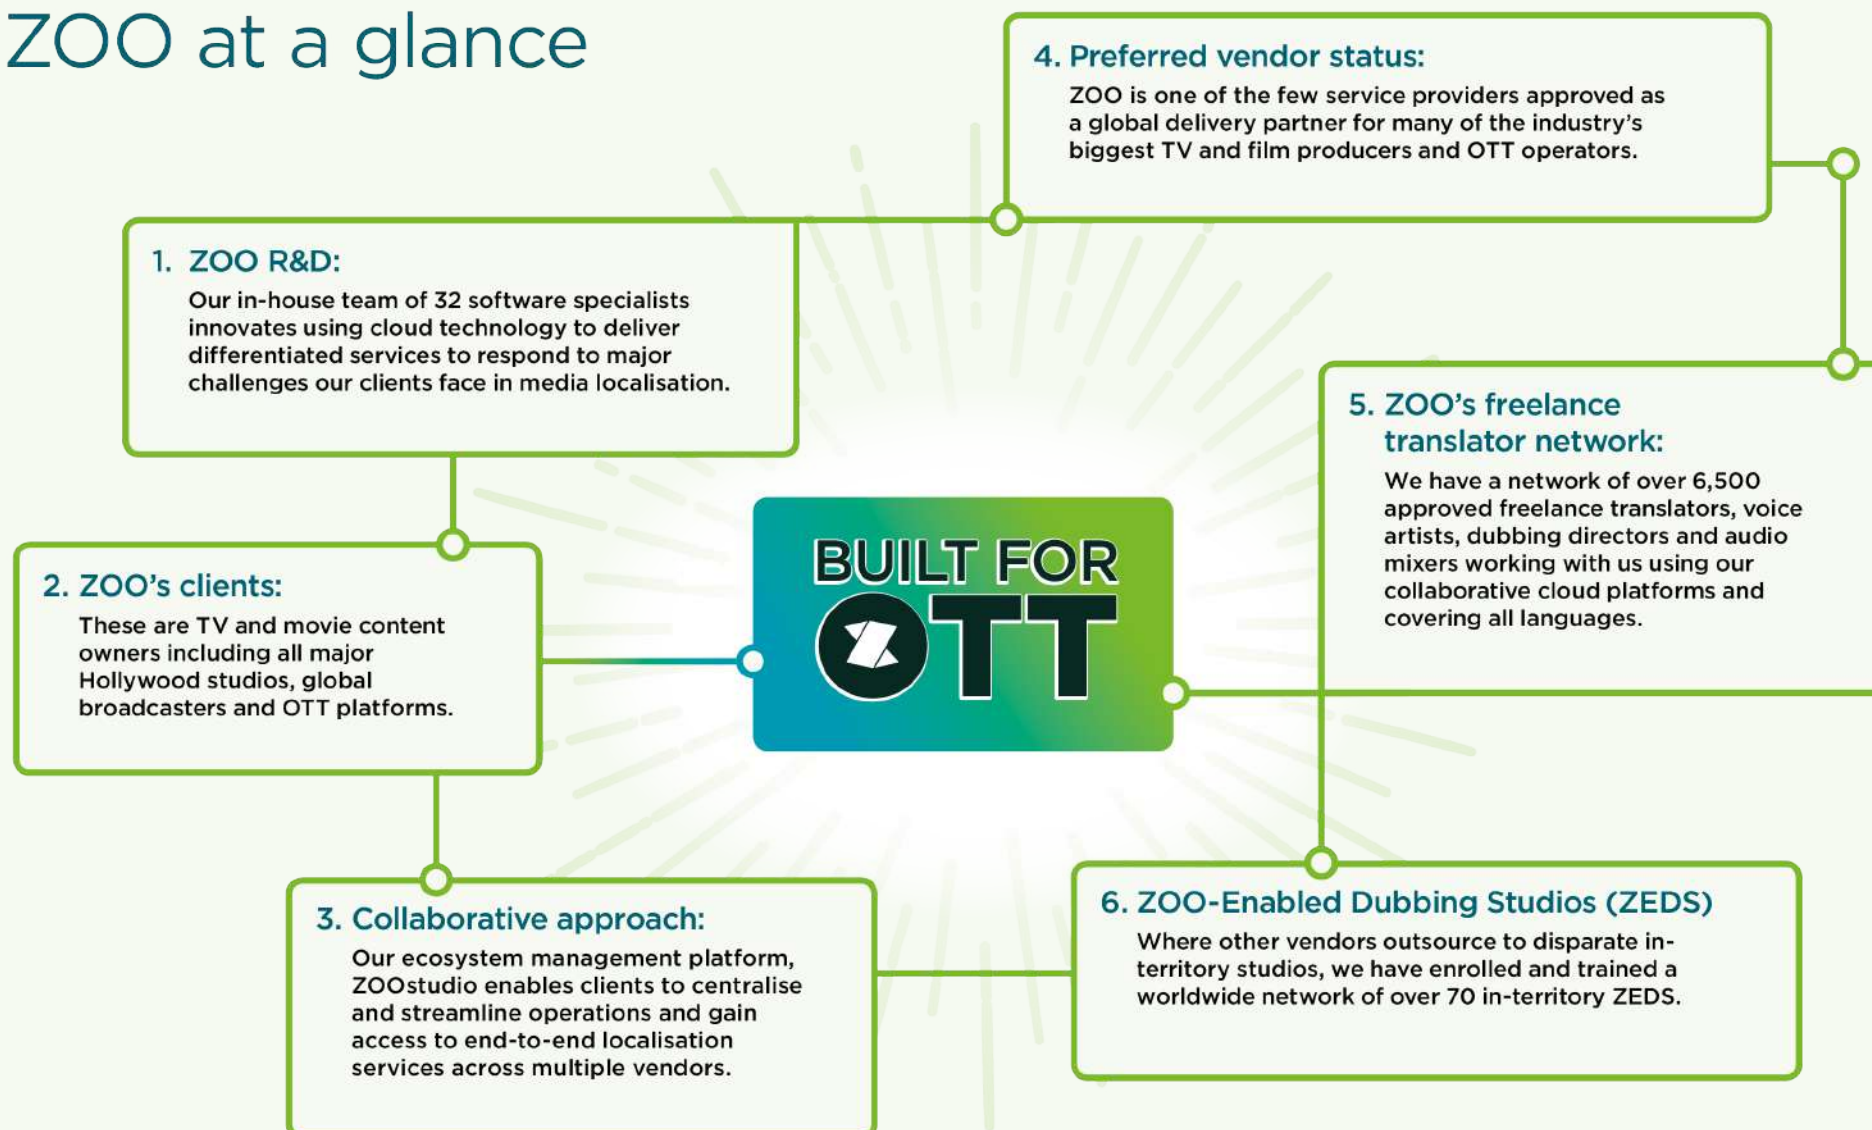 ZOO at a glance
1. ZOO R&D:
Our in-house team of 32 software specialists
innovates using cloud technology to deliver
differentiated services to respond to major
challenges our clients face in media localisation.
2. ZOO's clients:
These are TV and movie content
owners including all major
Hollywood studios, global
broadcasters and OTT platforms.
3. Collaborative approach:
Our ecosystem management platform,
ZOOstudio enables clients to centralise
and streamline operations and gain
access to end-to-end localisation
services across multiple vendors.
BUILT FOR
OTT
4. Preferred vendor status:
ZOO is one of the few service providers approved as
a global delivery partner for many of the industry's
biggest TV and film producers and OTT operators.
5. ZOO's freelance
translator network:
We have a network of over 6,500
approved freelance translators, voice
artists, dubbing directors and audio
mixers working with us using our
collaborative cloud platforms and
covering all languages.
6. ZOO-Enabled Dubbing Studios (ZEDS)
Where other vendors outsource to disparate in-
territory studios, we have enrolled and trained a
worldwide network of over 70 in-territory ZEDS.